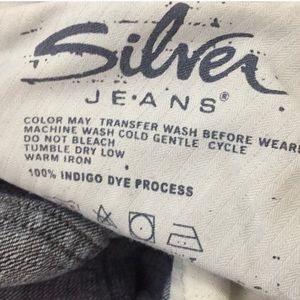 Silver
JEANS®
COLOR MAY TRANSFER WASH BEFORE WEAR
MACHINE WASH COLD GENTLE CYCLE
DO NOT BLEACH
TUMBLE DRY LOW
WARM IRON
100% INDIGO DYE PROCESS